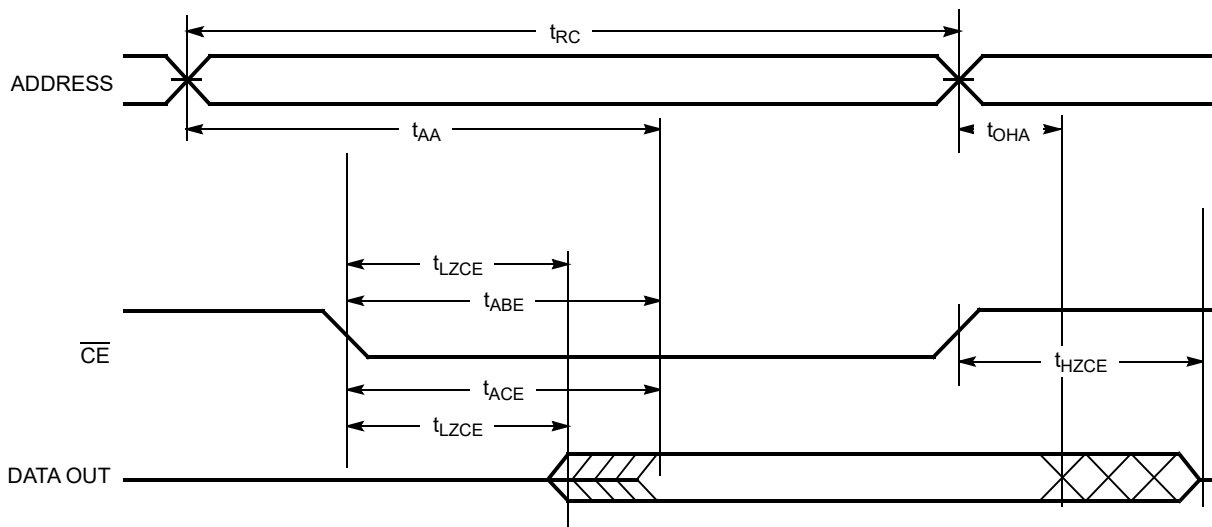 tRC
ADDRESS
tAA
tOHA
tLZCE
tABE
CE
tHZCE
tACE
tLZCE
DATA OUT